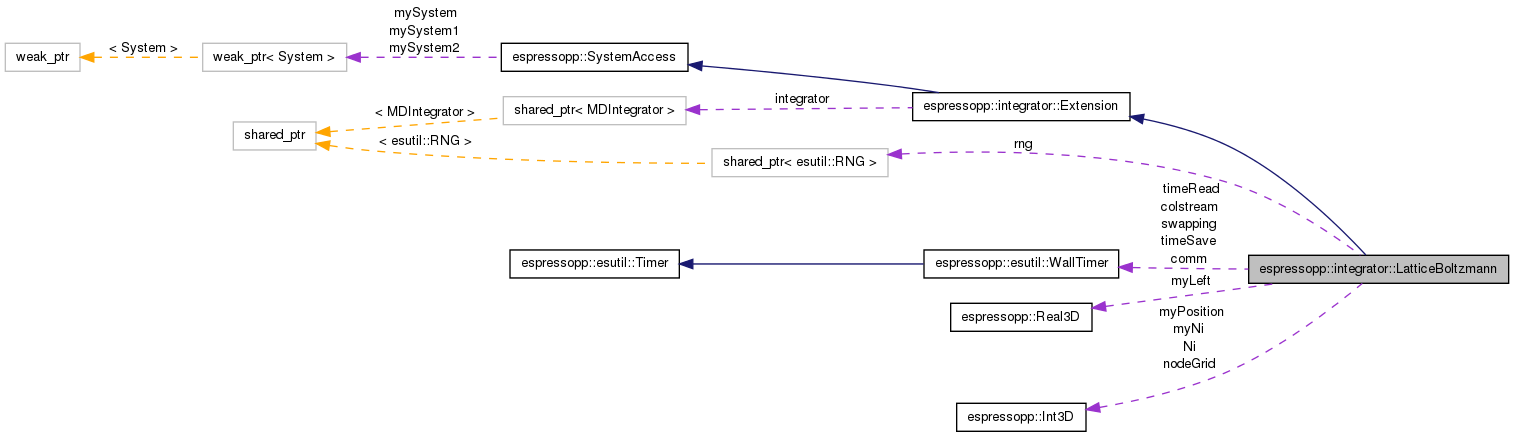 mySystem
mySystem1
mySystem2
weak_ptr
< System >
weak_ptr< System >
espressopp::SystemAccess
espressopp::integrator::Extension
integrator
shared_ptr< MDIntegrator >
< MDIntegrator >
shared_ptr
< esutil::RNG >
shared_ptr< esutil::RNG >
rng
timeRead
colstream
swapping
timeSave
comm
espressopp::esutil::Timer
espressopp::esutil::WallTimer
espressopp::integrator::LatticeBoltzmann
myLeft
espressopp::Real3D
myPosition
myNi
Ni
nodeGrid
espressopp::Int3D